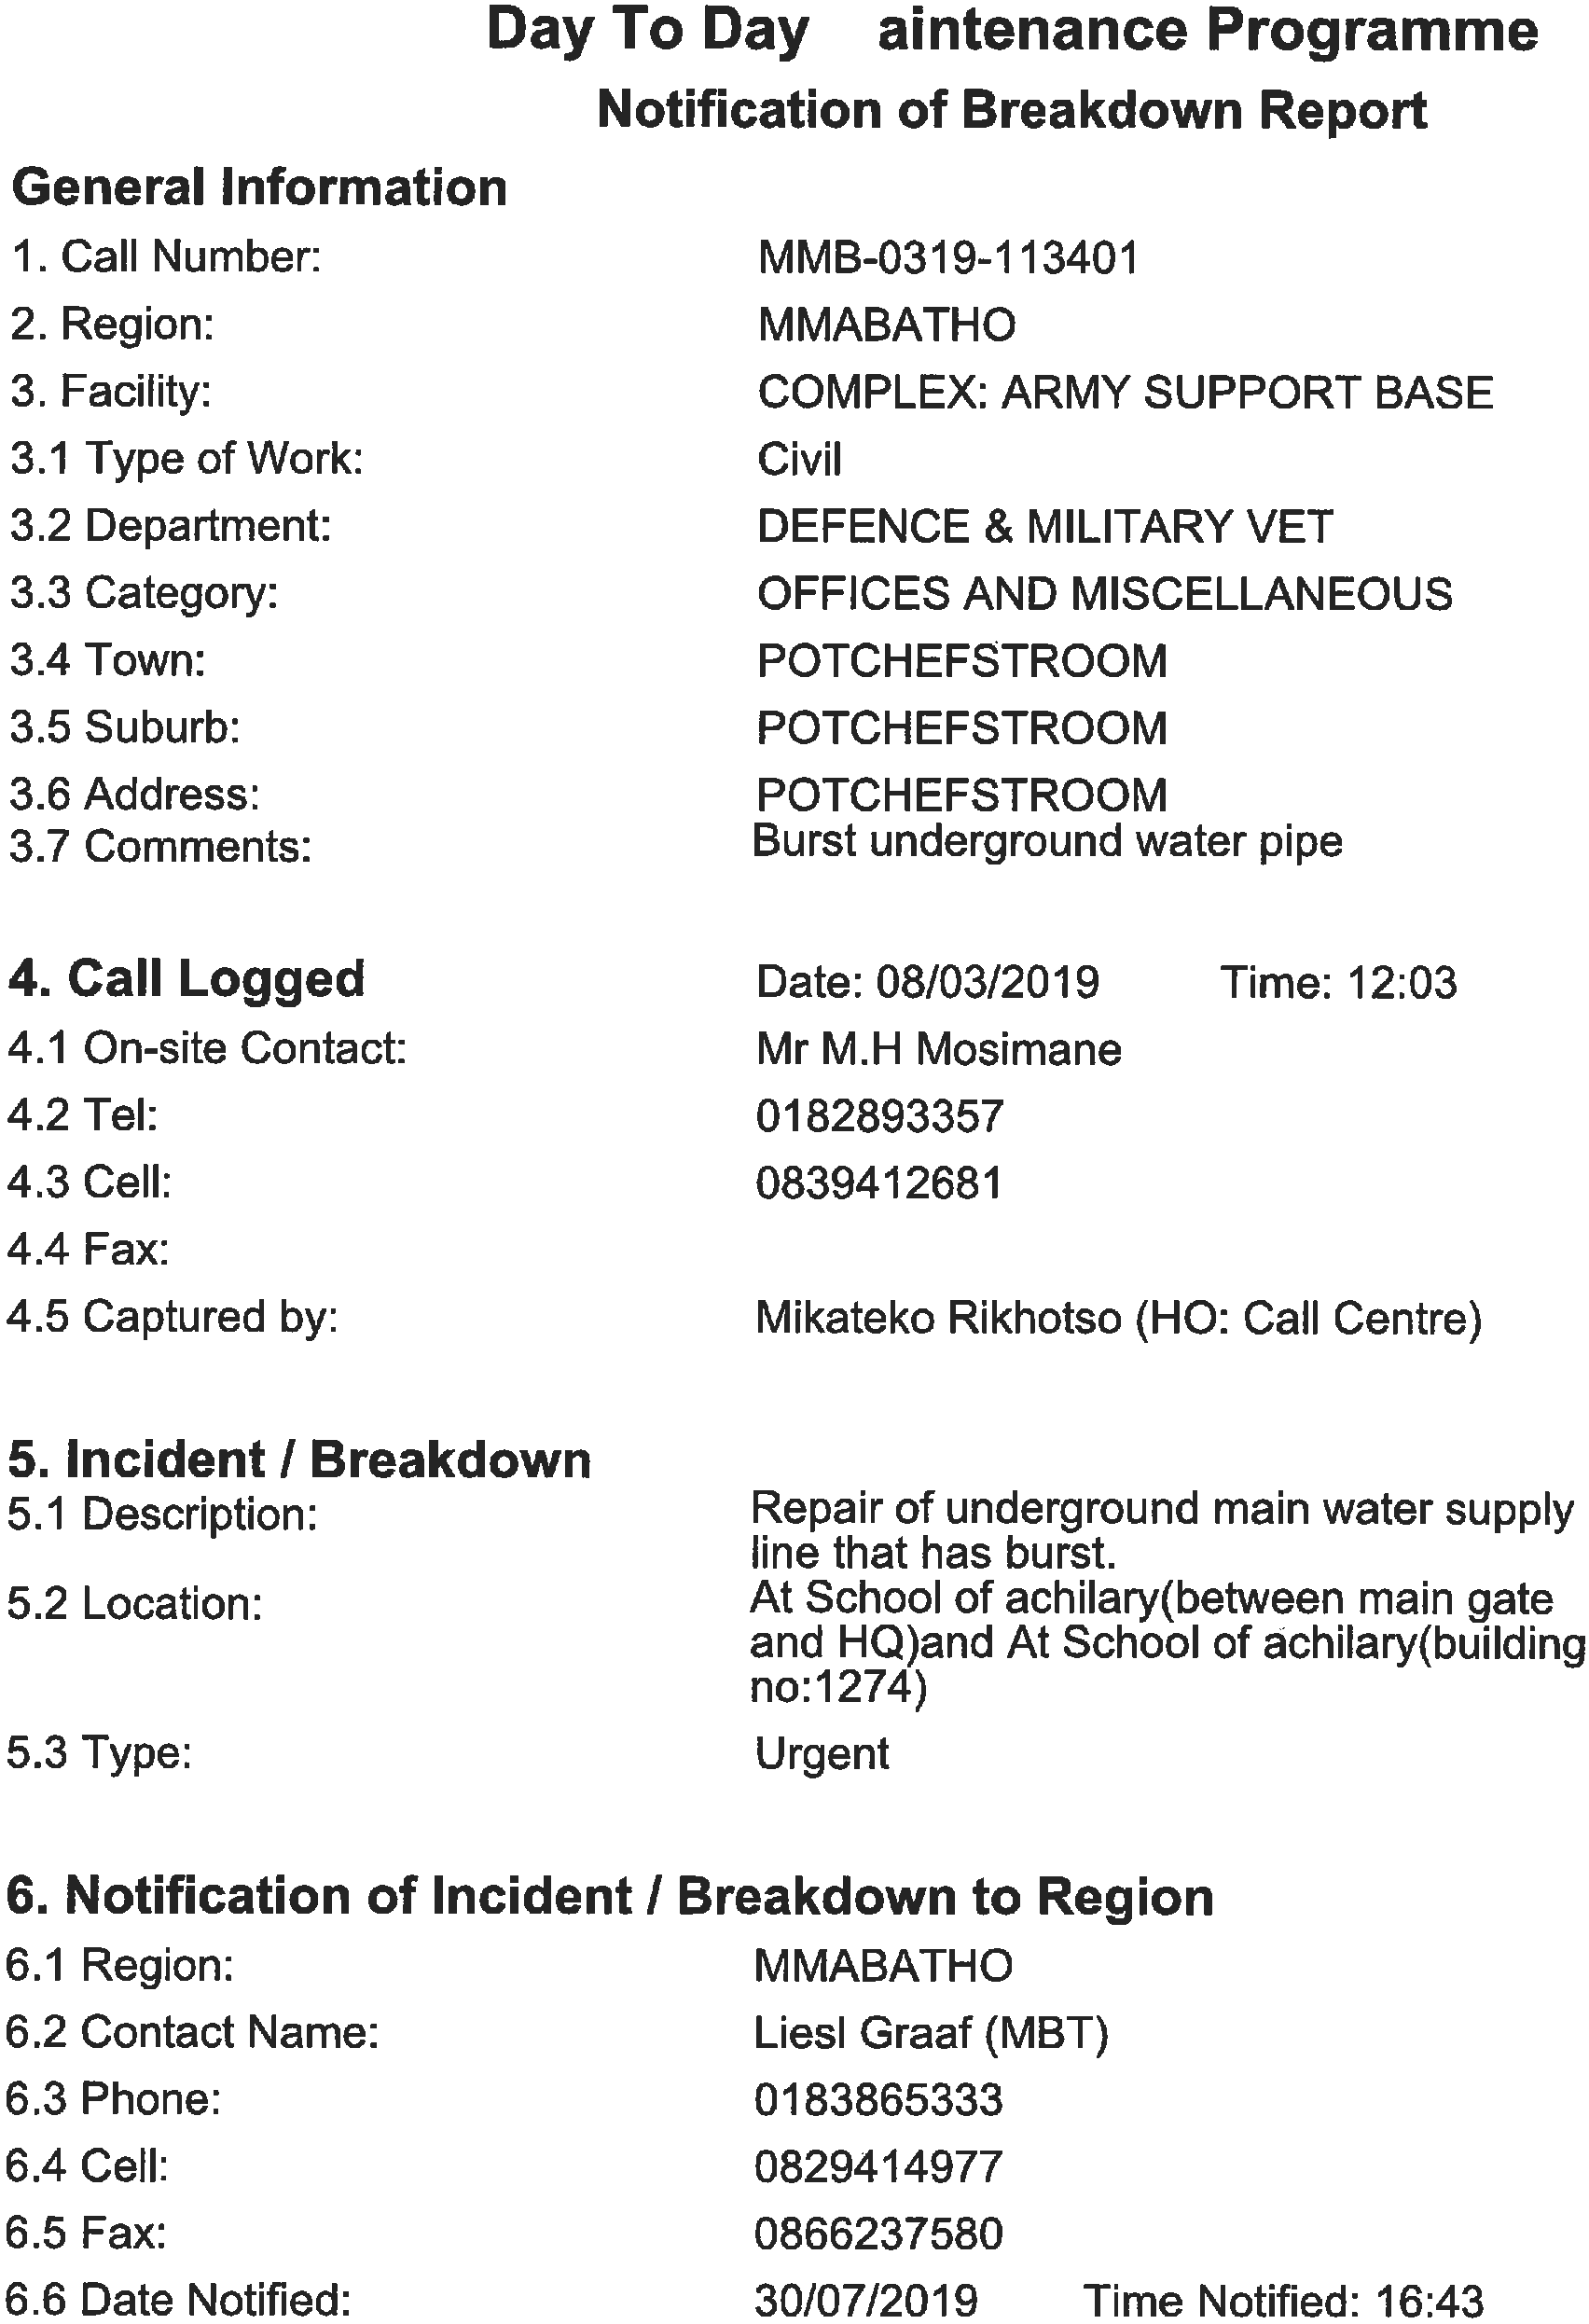 Day To Day aintenance Programme
Notification of Breakdown Report
General Information
1. Call Number: MMB-0319-113401
2. Region: MMABATHO
3. Facility: COMPLEX: ARMY SUPPORT BASE
3.1 Type of Work: Civil
3.2 Department: DEFENCE & MILITARY VET
3.3 Category: OFFICES AND MISCELLANEOUS
3.4 Town: POTCHEFSTROOM
3.5 Suburb: POTCHEFSTROOM
3.6 Address: POTCHEFSTROOM
3.7 Comments: Burst underground water pipe
4. Call Logged Date: 08/03/2019 Time: 12:03
4.1 On-site Contact: Mr M.H Mosimane
4.2 Tel: 0182893357
4.3 Cell: 0839412681
4.4 Fax:
4.5 Captured by: Mikateko Rikhotso (HO: Call Centre)
5. Incident / Breakdown
5.1 Description: Repair of underground main water supply
line that has burst.
5.2 Location: At School of achilary(between main gate
and HQ)and At School of achilary(building
no:1274)
5.3 Type: Urgent
6. Notification of Incident / Breakdown to Region
6.1 Region: MMABATHO
6.2 Contact Name: Liesl Graaf (MBT)
6.3 Phone: 0183865333
6.4 Cell: 0829414977
6.5 Fax: 0866237580
6.6 Date Notified: 30/07/2019 Time Notified: 16:43